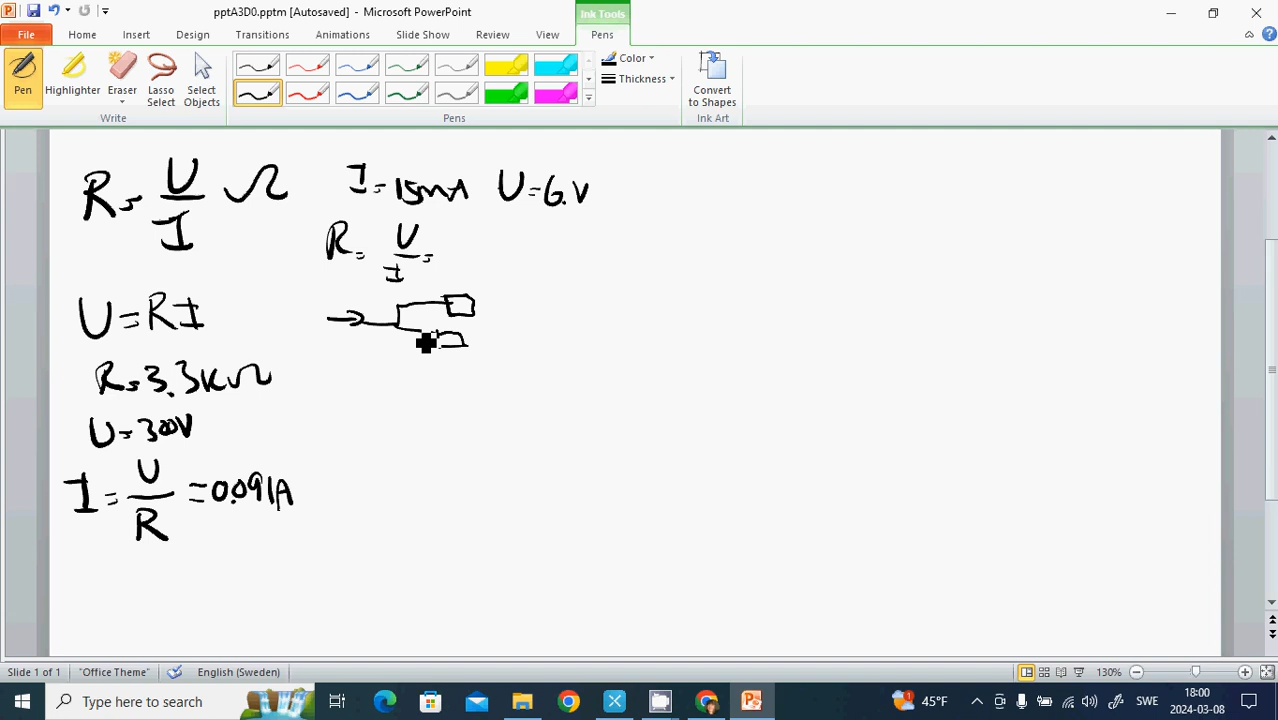 pptA3D0.pptm [Autosaved] - Microsoft PowerPoint
Ink Tools
File Home Insert Design Transitions Animations Slide Show Review View Pens
Pen Highlighter Eraser Lasso Select Select Objects
Color
Thickness
Convert to Shapes
Write Pens Ink Art
R = U/I Ω
I = 15mA U = 6.V
R = U/I =
U = RI
R = 3.3KΩ
U = 300V
I = U/R = 0.091A
Slide 1 of 1 "Office Theme" English (Sweden) 130%
Type here to search
45°F SWE 18:00
2024-03-08